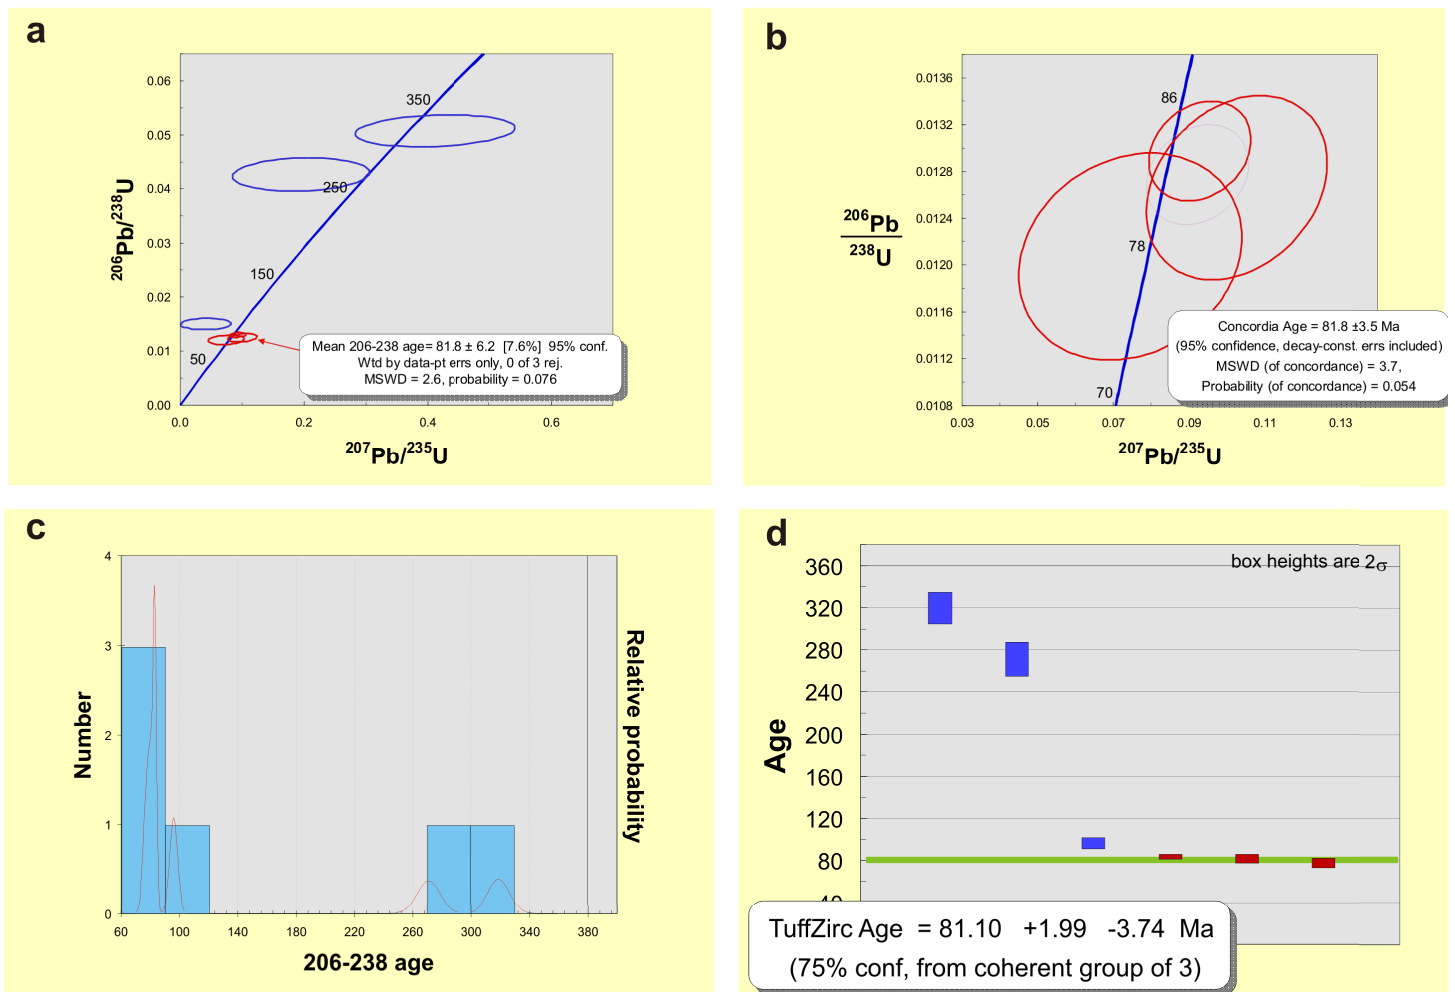 a
0.06
0.05
0.04
0.03
0.02
0.01
0.00
206Pb/238U
350
250
150
50
Mean 206-238 age= 81.8 ± 6.2 [7.6%] 95% conf.
Wtd by data-pt errs only, 0 of 3 rej.
MSWD = 2.6, probability = 0.076
0.0
0.2
0.4
0.6
207Pb/235U
b
0.0136
0.0132
0.0128
0.0124
0.0120
0.0116
0.0112
0.0108
206Pb
238U
86
78
70
Concordia Age = 81.8 ±3.5 Ma
(95% confidence, decay-const. errs included)
MSWD (of concordance) = 3.7,
Probability (of concordance) = 0.054
0.03
0.05
0.07
0.09
0.11
0.13
207Pb/235U
c
4
3
2
1
0
Number
Relative probability
60
100
140
180
220
260
300
340
380
206-238 age
d
box heights are 2σ
360
320
280
240
200
160
120
80
40
Age
TuffZirc Age = 81.10 +1.99 -3.74 Ma
(75% conf, from coherent group of 3)